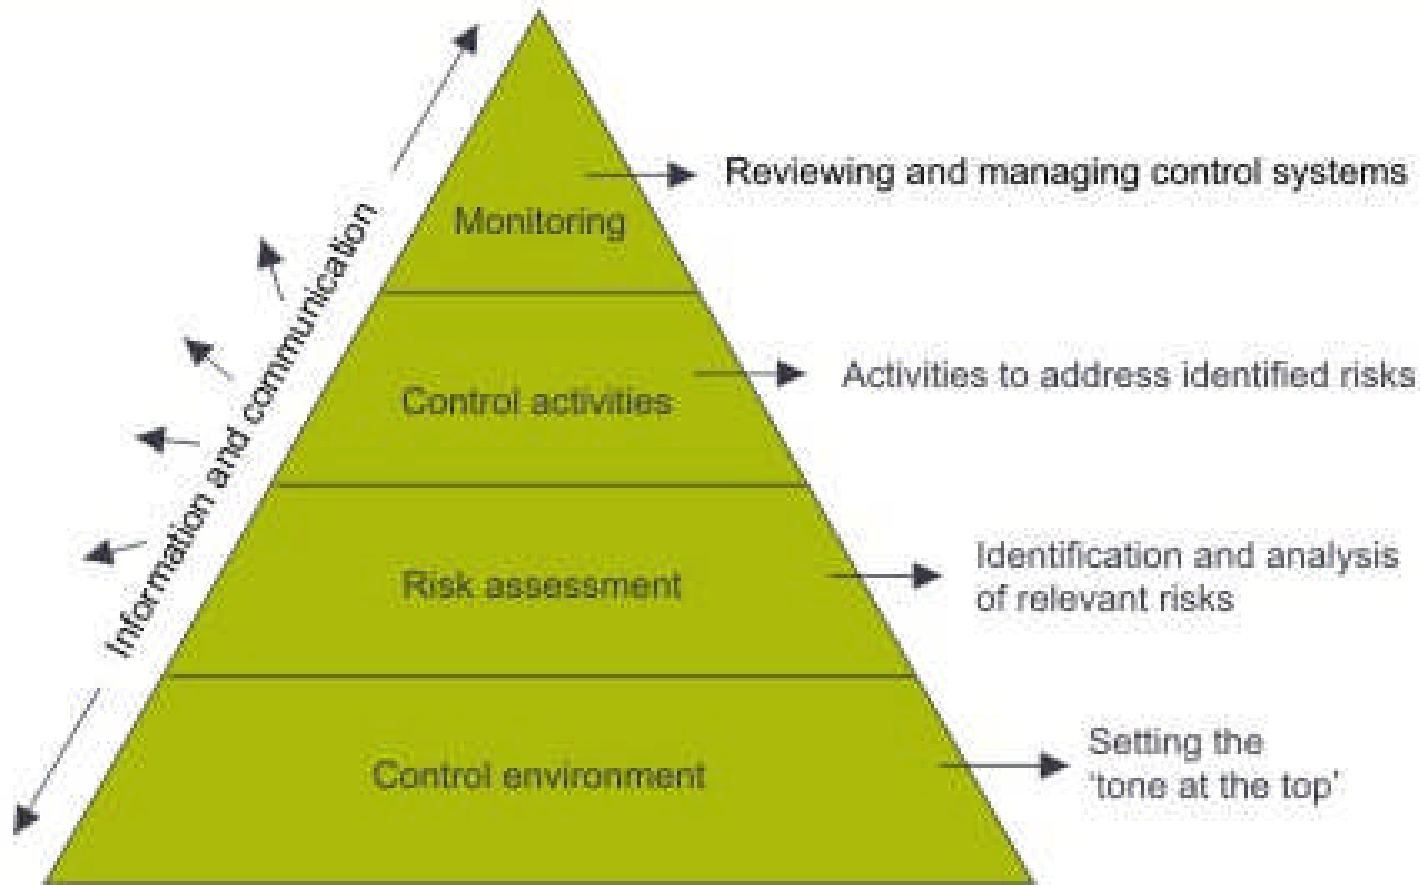 Reviewing and managing control systems
Monitoring
Information and communication
Activities to address identified risks
Control activities
Identification and analysis
of relevant risks
Risk assessment
Setting the
'tone at the top'
Control environment